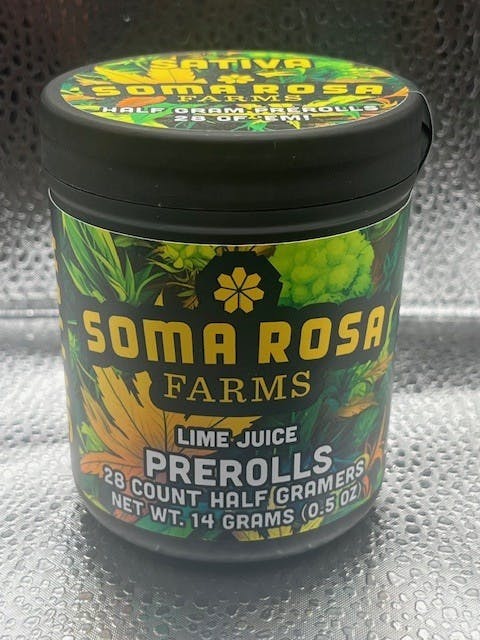 SATIVA
SOMA ROSA
FARMS
HALF GRAM PREROLLS
28 OF 'EM!
SOMA ROSA
FARMS
LIME JUICE
PREROLLS
28 COUNT HALF GRAMERS
NET WT. 14 GRAMS (0.5 OZ)